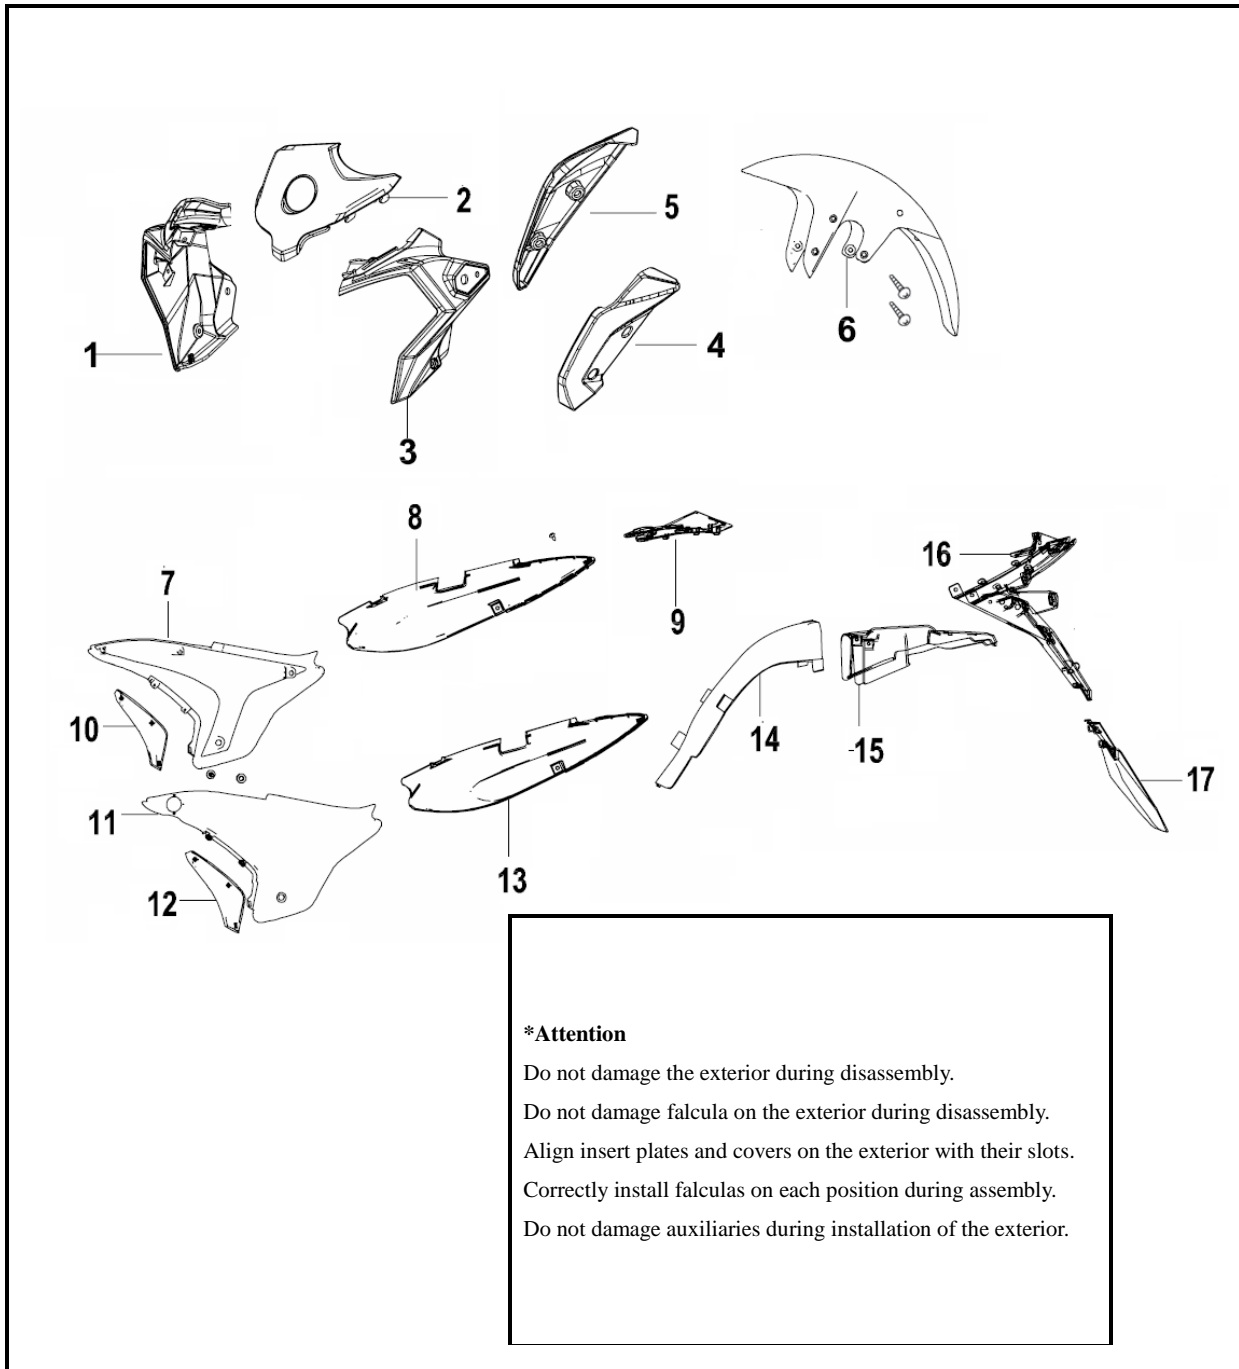 2
5
1
6
4
3
8
16
7
9
10
14
15
17
11
12
13
*Attention
Do not damage the exterior during disassembly.
Do not damage falcula on the exterior during disassembly.
Align insert plates and covers on the exterior with their slots.
Correctly install falculas on each position during assembly.
Do not damage auxiliaries during installation of the exterior.